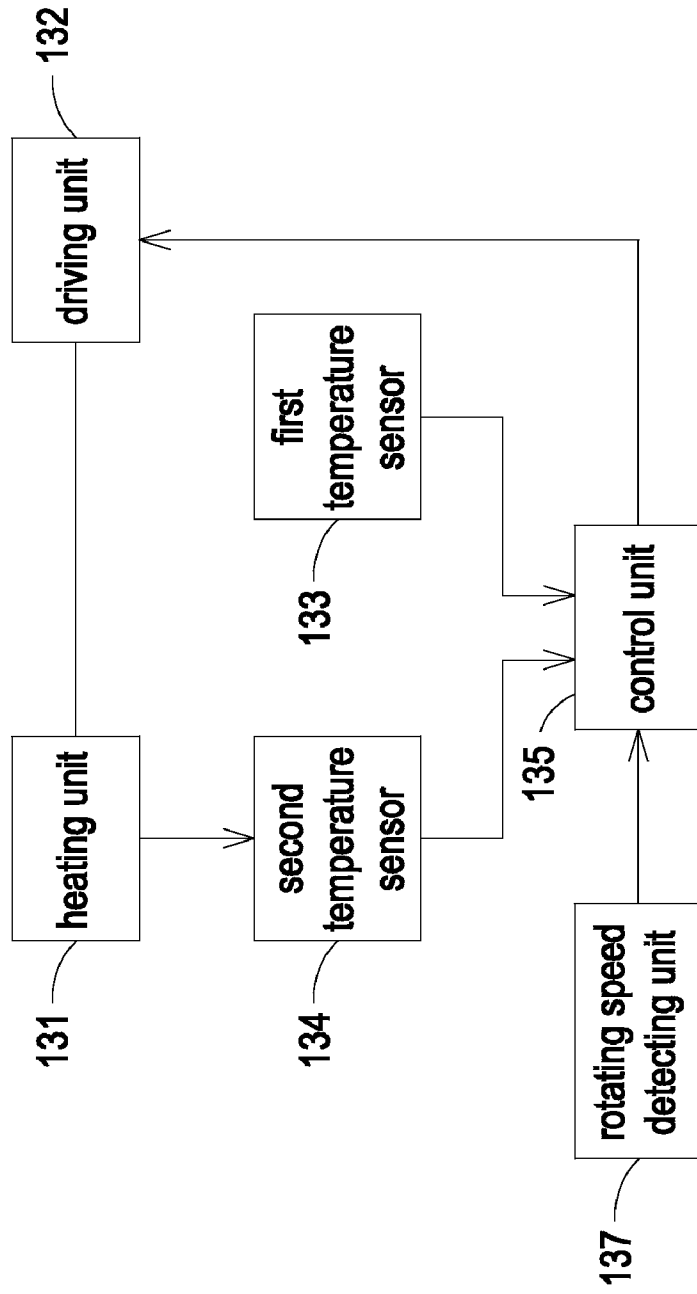 131
heating unit
driving unit
132
134
second
temperature
sensor
133
first
temperature
sensor
137
rotating speed
detecting unit
135
control unit